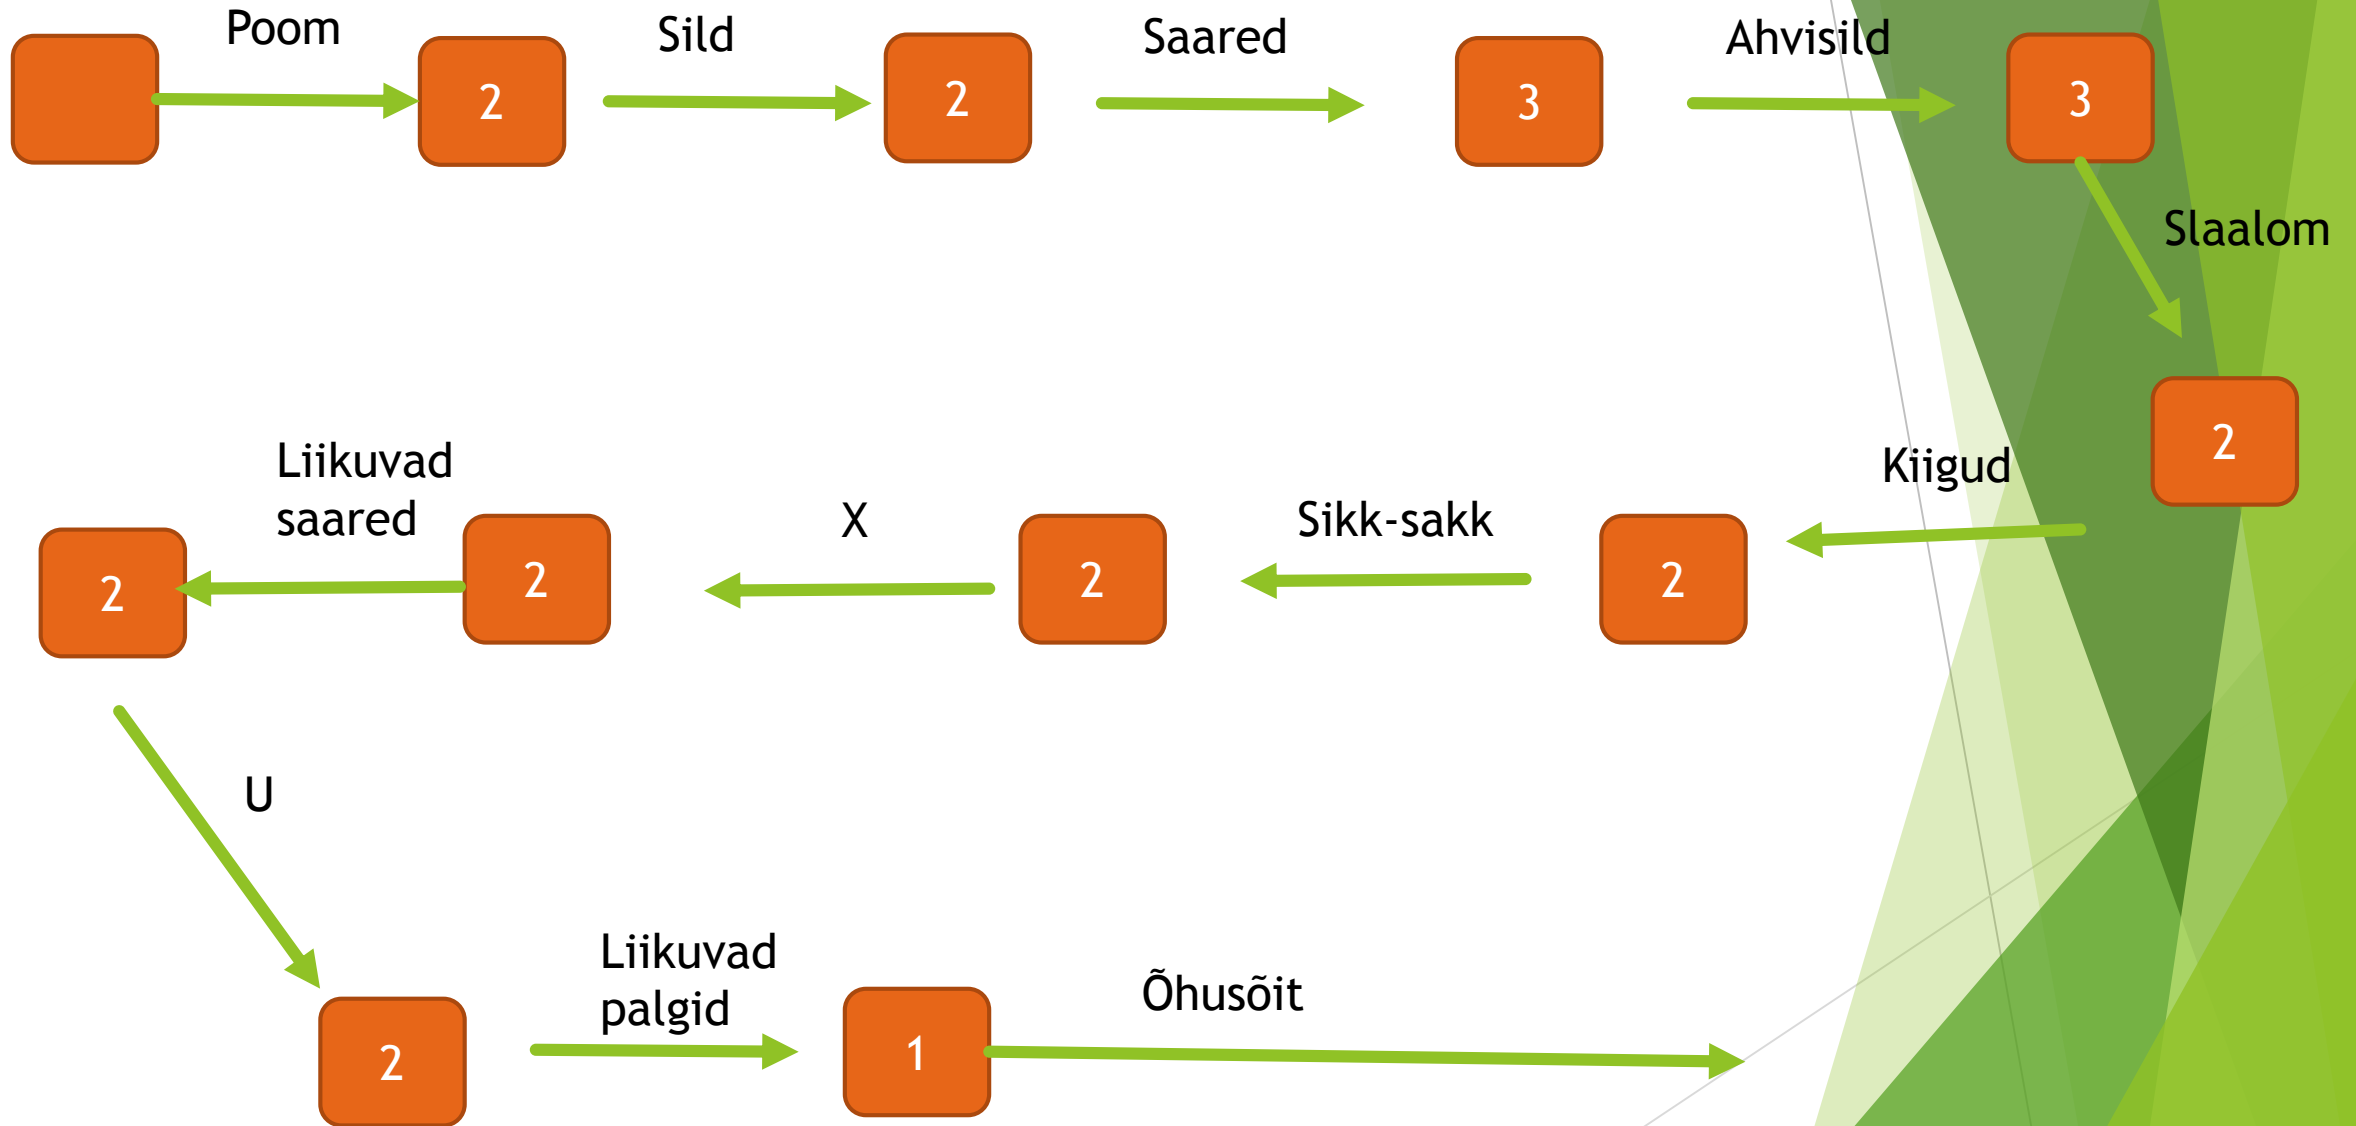 Poom
Sild
Saared
Ahvisild
2
2
3
3
Slaalom
2
Kiigud
2
Sikk-sakk
2
X
2
Liikuvad
saared
2
U
2
Liikuvad
palgid
1
Õhusõit